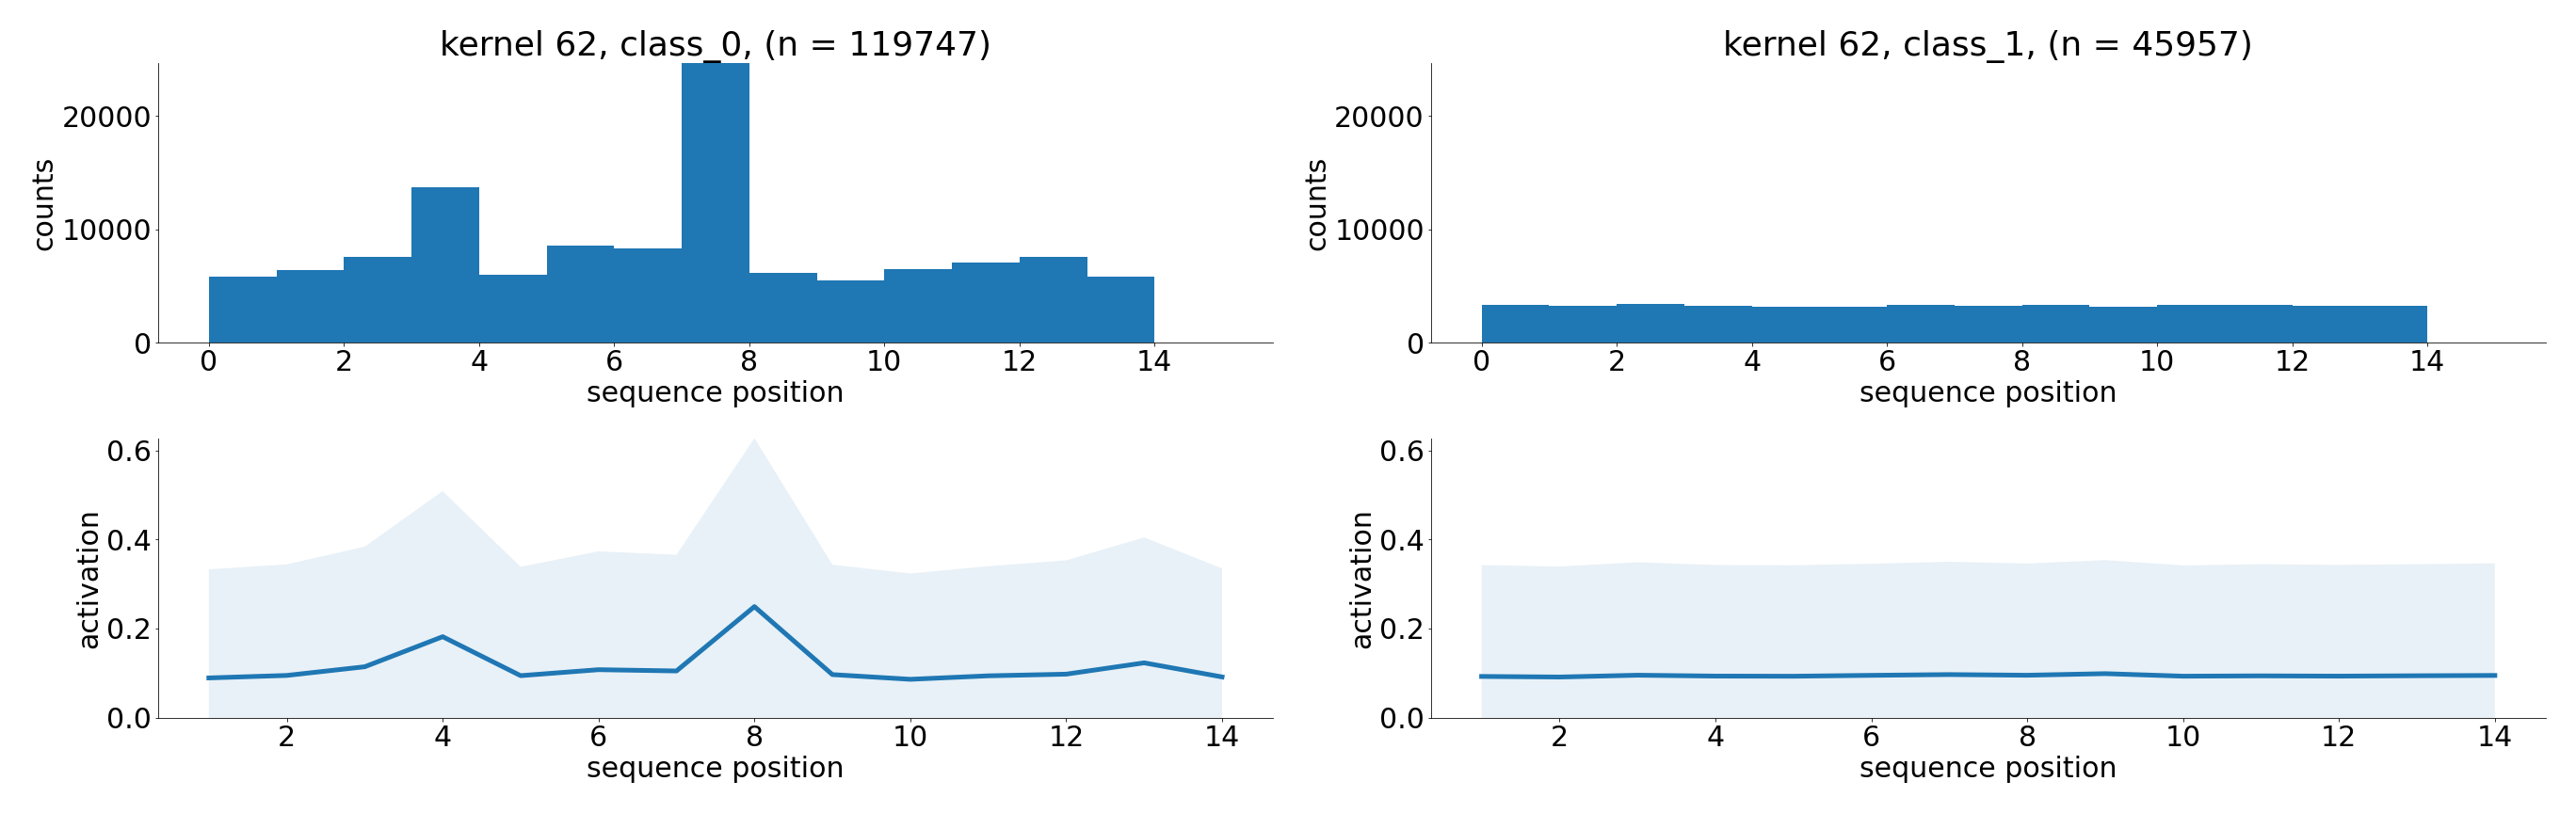 kernel 62, class_0, (n = 119747)
counts
20000
10000
0
0 2 4 6 8 10 12 14
sequence position
kernel 62, class_1, (n = 45957)
counts
20000
10000
0
0 2 4 6 8 10 12 14
sequence position
activation
0.6
0.4
0.2
0.0
2 4 6 8 10 12 14
sequence position
activation
0.6
0.4
0.2
0.0
2 4 6 8 10 12 14
sequence position